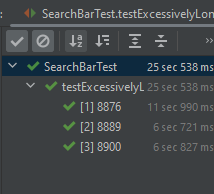 SearchBarTest.testExcessivelyLon
SearchBarTest 25 sec 538 ms
testExcessivelyL 25 sec 538 ms
[1] 8876 11 sec 990 ms
[2] 8889 6 sec 721 ms
[3] 8900 6 sec 827 ms